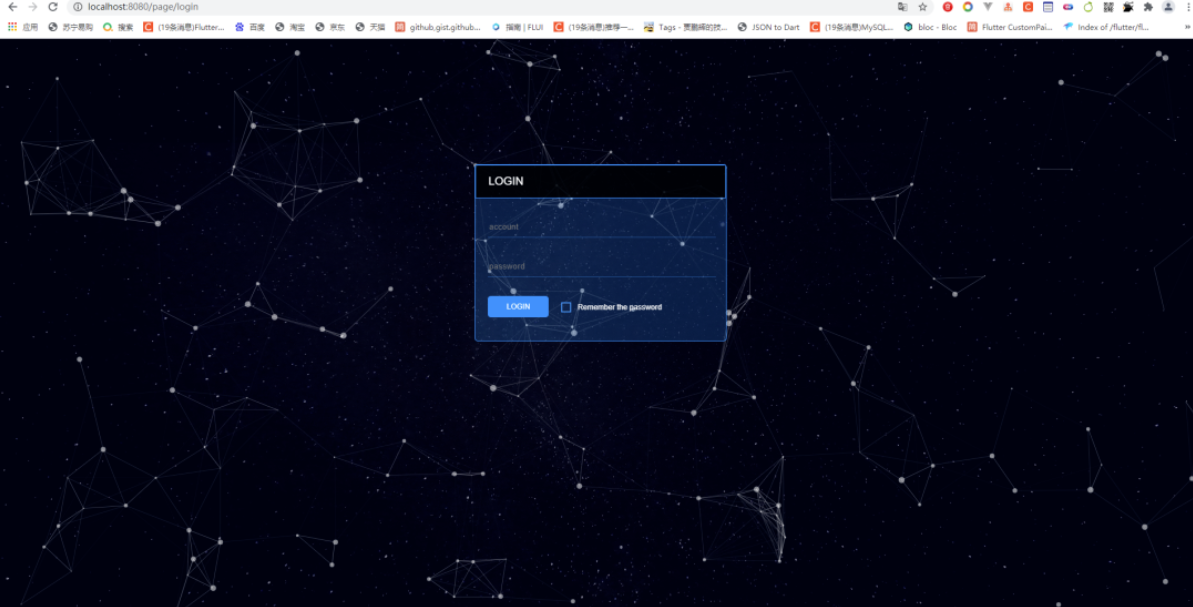 localhost:8080/page/login
应用 苏宁易购 搜索 (19条消息)Flutter... 百度 淘宝 京东 天猫 github,gist.github... 指南 | FLUI (19条消息)推荐一... Tags - 贾鹏辉的技... JSON to Dart (19条消息)MySQL... bloc - Bloc Flutter CustomPai... Index of /flutter/fl... »
LOGIN
account
password
LOGIN Remember the password